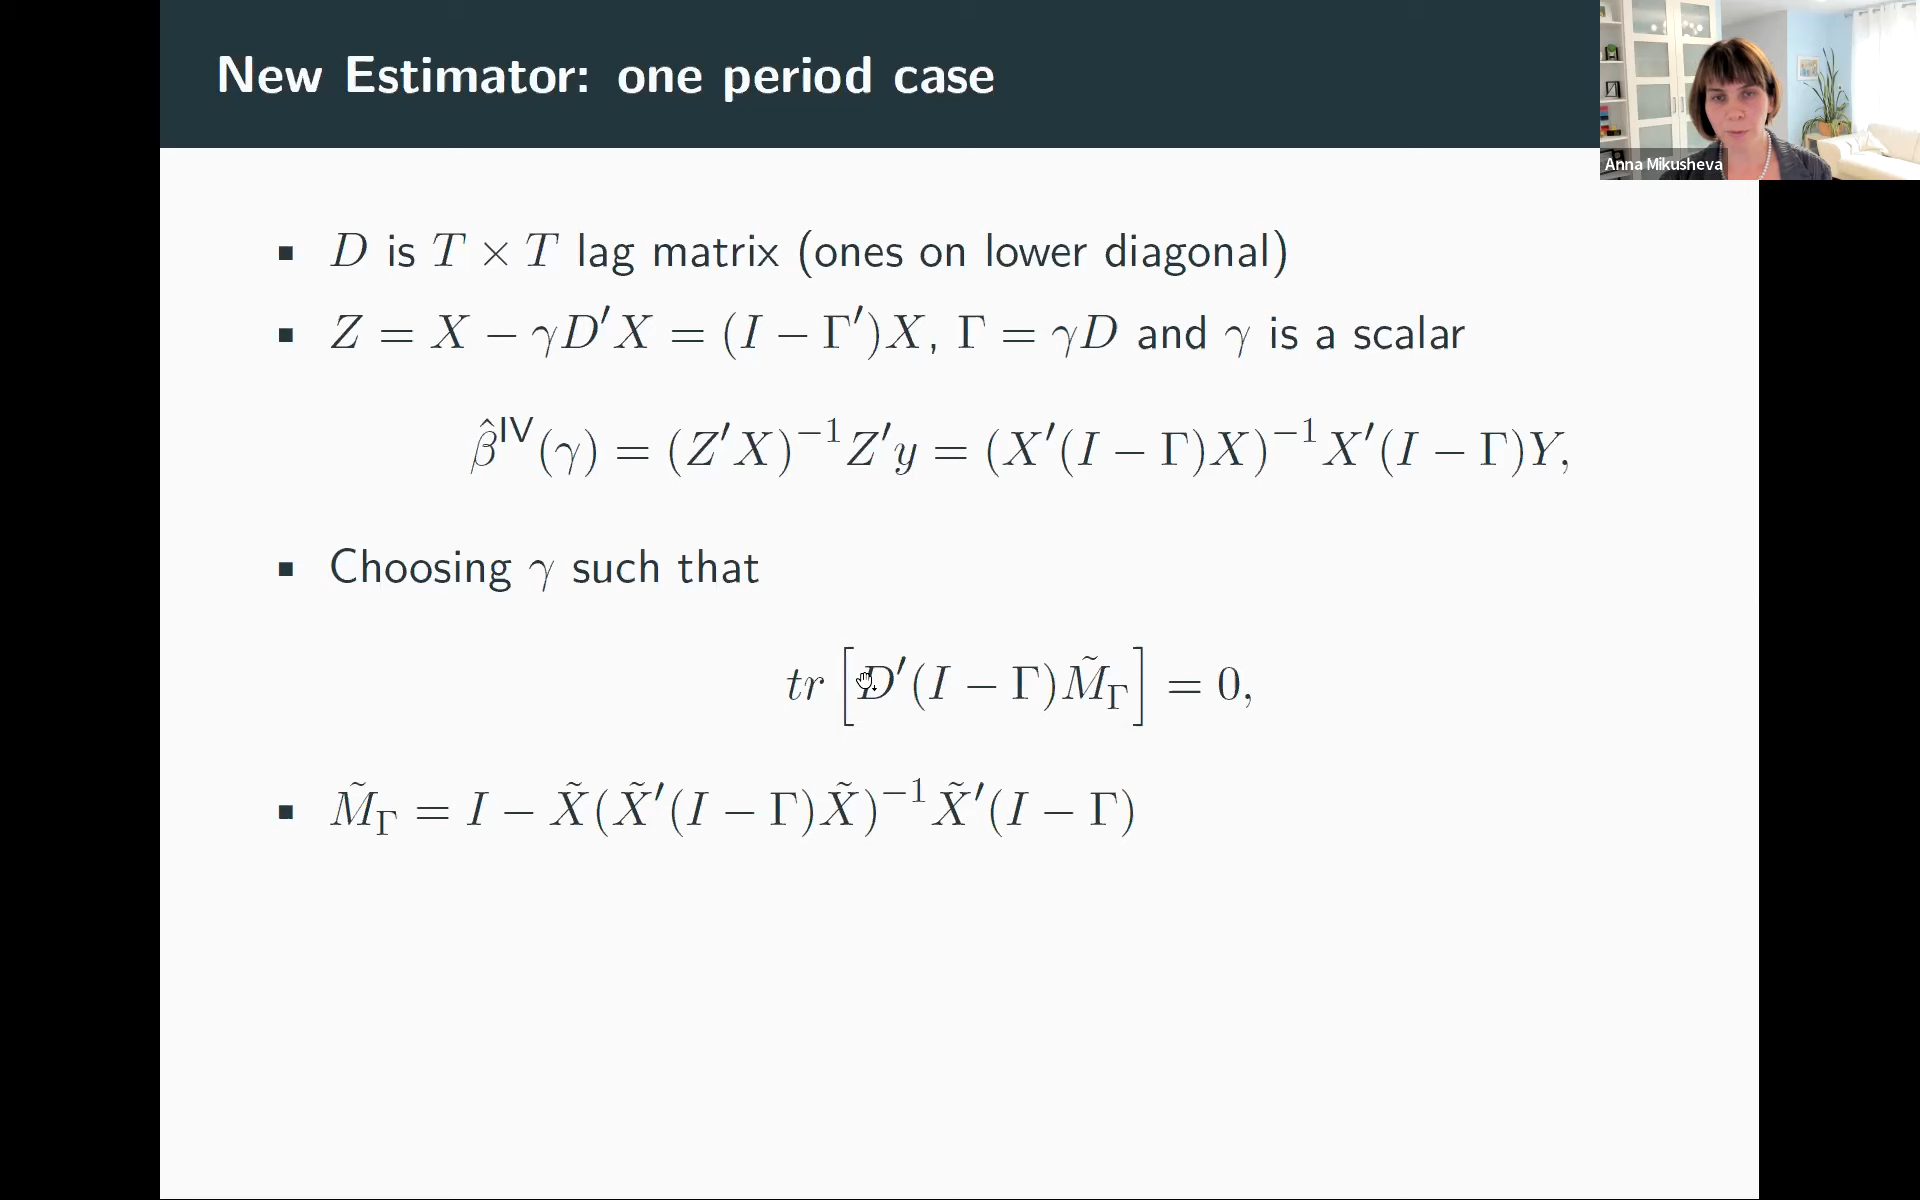 New Estimator: one period case
Anna Mikusheva
▪ D is T × T lag matrix (ones on lower diagonal)
▪ Z = X − γD′X = (I − Γ′)X, Γ = γD and γ is a scalar
β̂^IV(γ) = (Z′X)^−1 Z′y = (X′(I − Γ)X)^−1 X′(I − Γ)Y,
▪ Choosing γ such that
tr [D′(I − Γ)M̃_Γ] = 0,
▪ M̃_Γ = I − X̃(X̃′(I − Γ)X̃)^−1 X̃′(I − Γ)